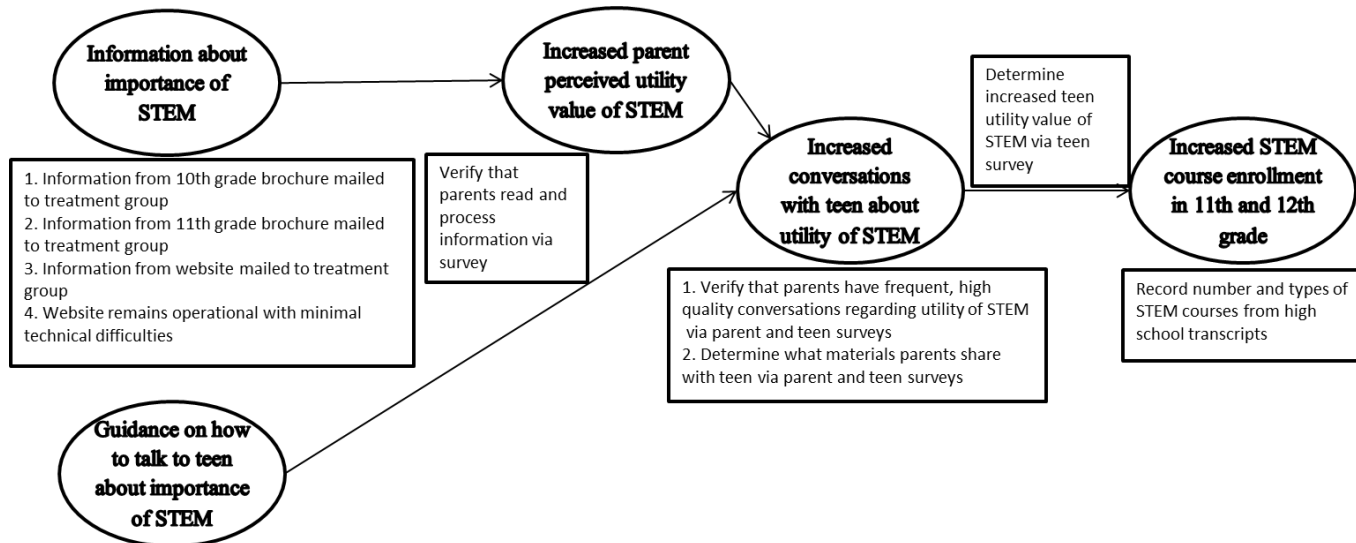 Information about
importance of
STEM
1. Information from 10th grade brochure mailed
to treatment group
2. Information from 11th grade brochure mailed
to treatment group
3. Information from website mailed to treatment
group
4. Website remains operational with minimal
technical difficulties
Increased parent
perceived utility
value of STEM
Verify that
parents read and
process
information via
survey
Increased
conversations
with teen about
utility of STEM
1. Verify that parents have frequent, high
quality conversations regarding utility of STEM
via parent and teen surveys
2. Determine what materials parents share
with teen via parent and teen surveys
Determine
increased teen
utility value of
STEM via teen
survey
Increased STEM
course enrollment
in 11th and 12th
grade
Record number and types of
STEM courses from high
school transcripts
Guidance on how
to talk to teen
about importance
of STEM